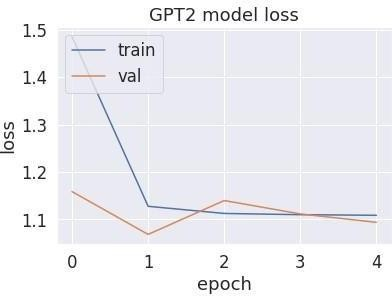 GPT2 model loss
1.5
1.4
1.3
1.2
1.1
loss
train
val
0 1 2 3 4
epoch